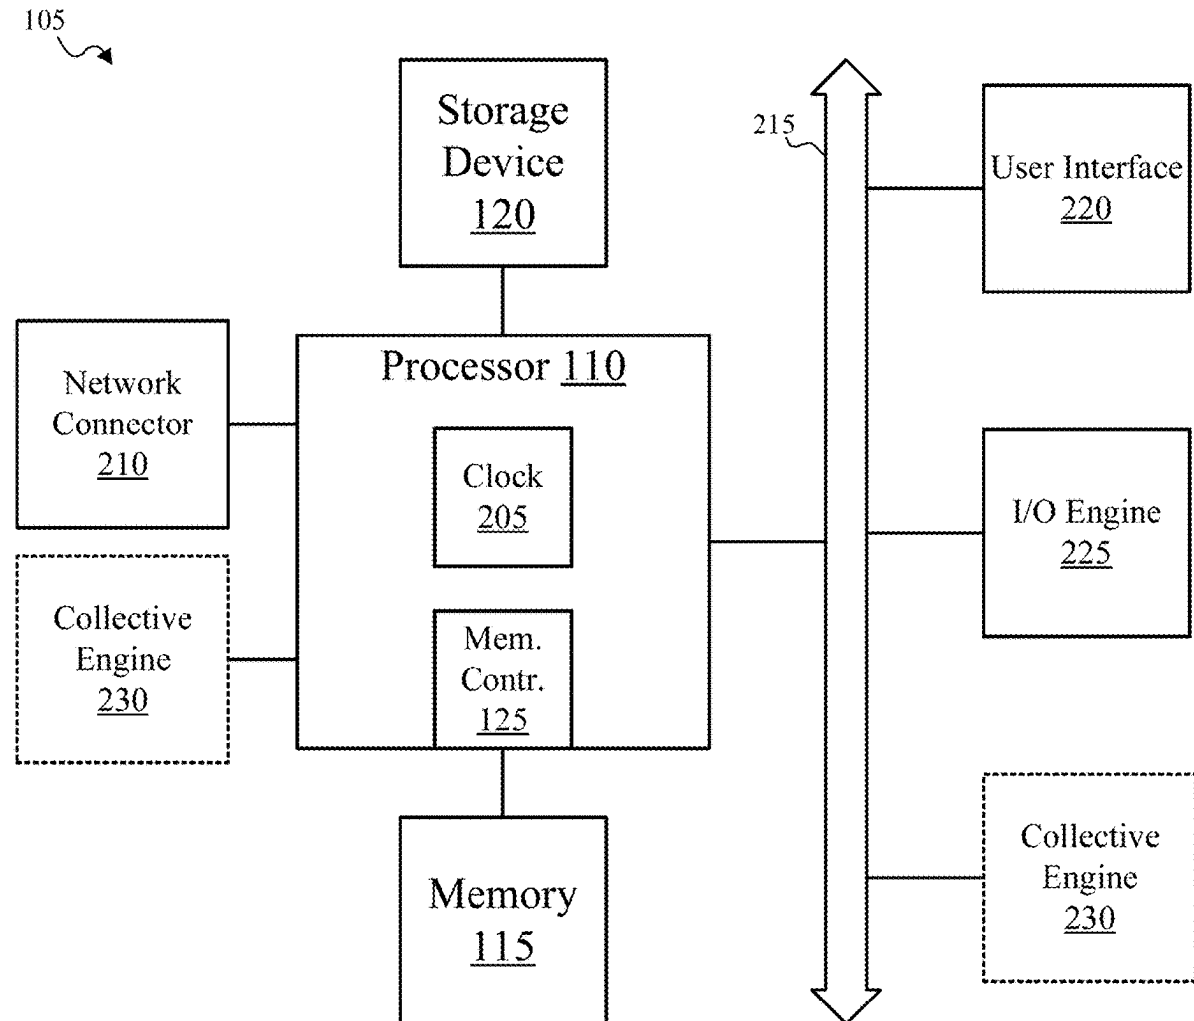 105
Storage
Device
120
215
User Interface
220
Network
Connector
210
Processor 110
Clock
205
I/O Engine
225
Collective
Engine
230
Mem.
Contr.
125
Memory
115
Collective
Engine
230